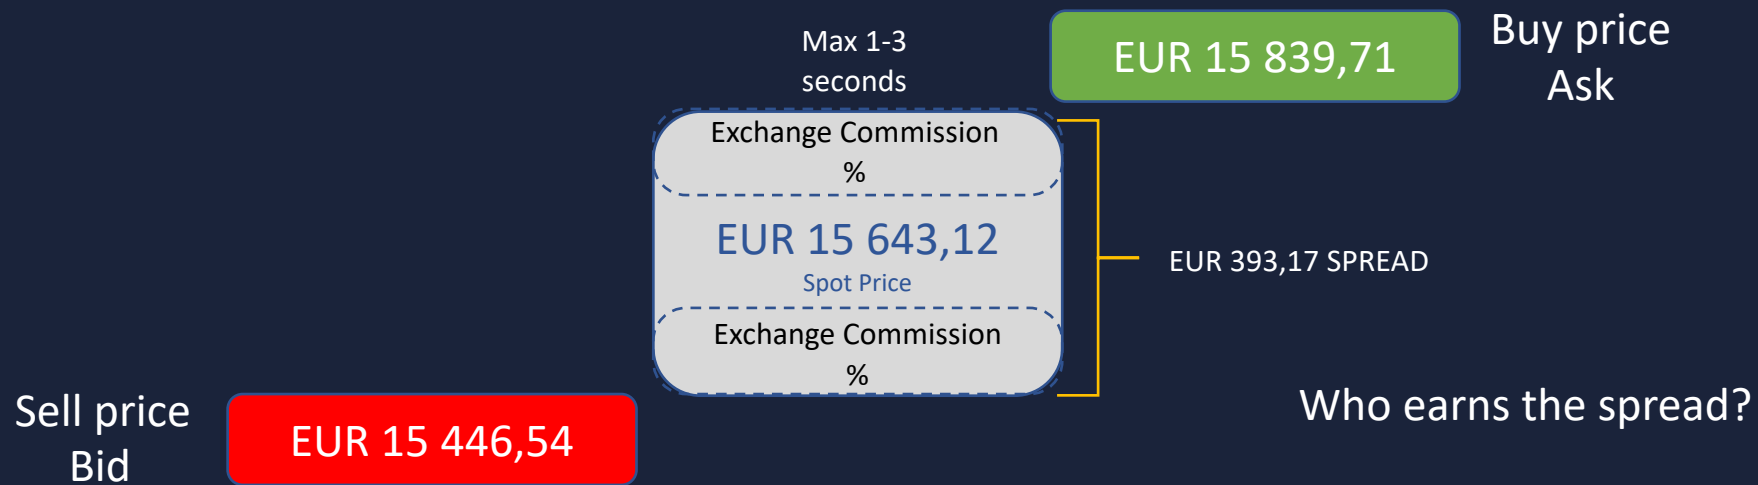 Max 1-3
seconds
EUR 15 839,71
Buy price
Ask
Exchange Commission
%
EUR 15 643,12
Spot Price
EUR 393,17 SPREAD
Exchange Commission
%
Sell price
Bid
EUR 15 446,54
Who earns the spread?